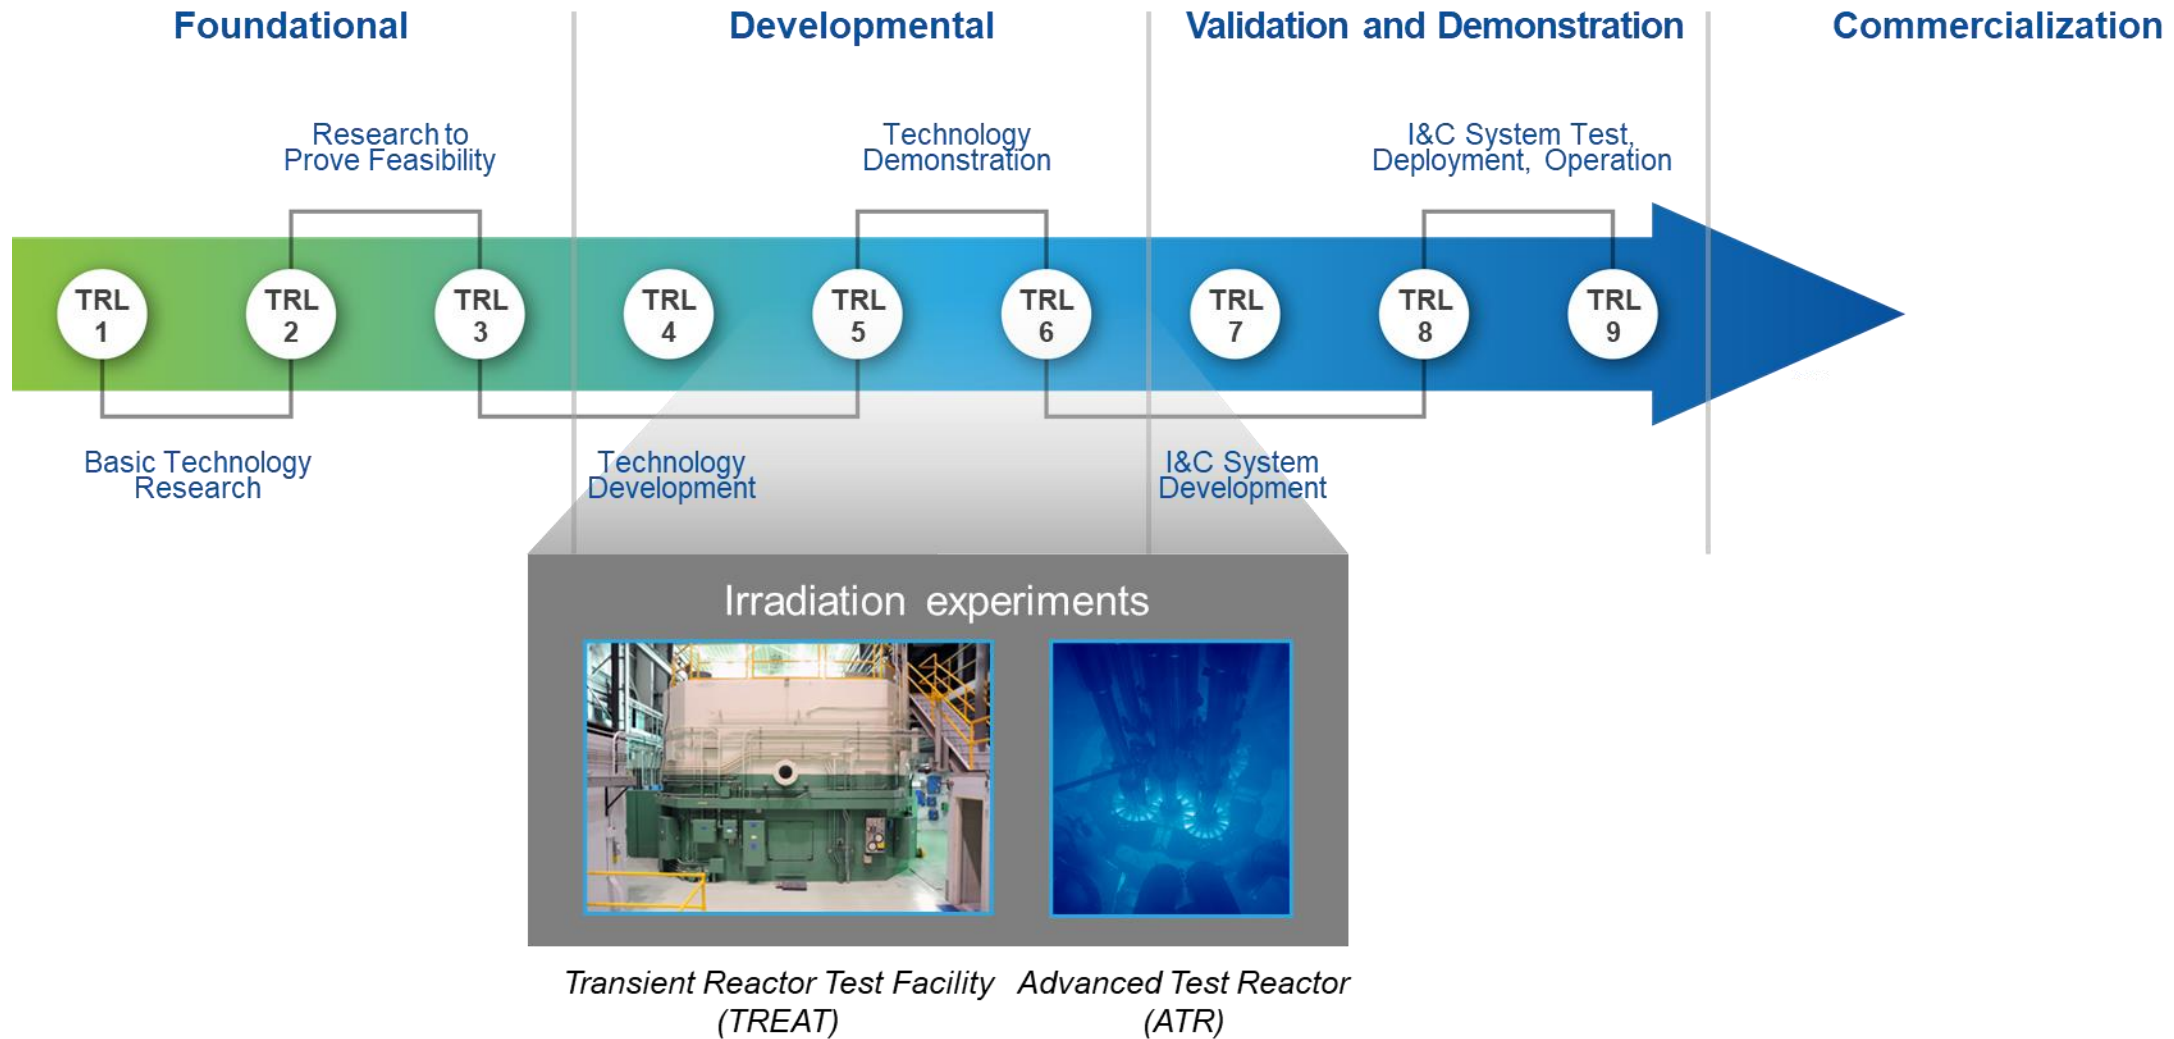 Foundational
Developmental
Validation and Demonstration
Commercialization
Research to
Prove Feasibility
Technology
Demonstration
I&C System Test,
Deployment, Operation
TRL
1
TRL
2
TRL
3
TRL
4
TRL
5
TRL
6
TRL
7
TRL
8
TRL
9
Basic Technology
Research
Technology
Development
I&C System
Development
Irradiation experiments
Transient Reactor Test Facility
(TREAT)
Advanced Test Reactor
(ATR)